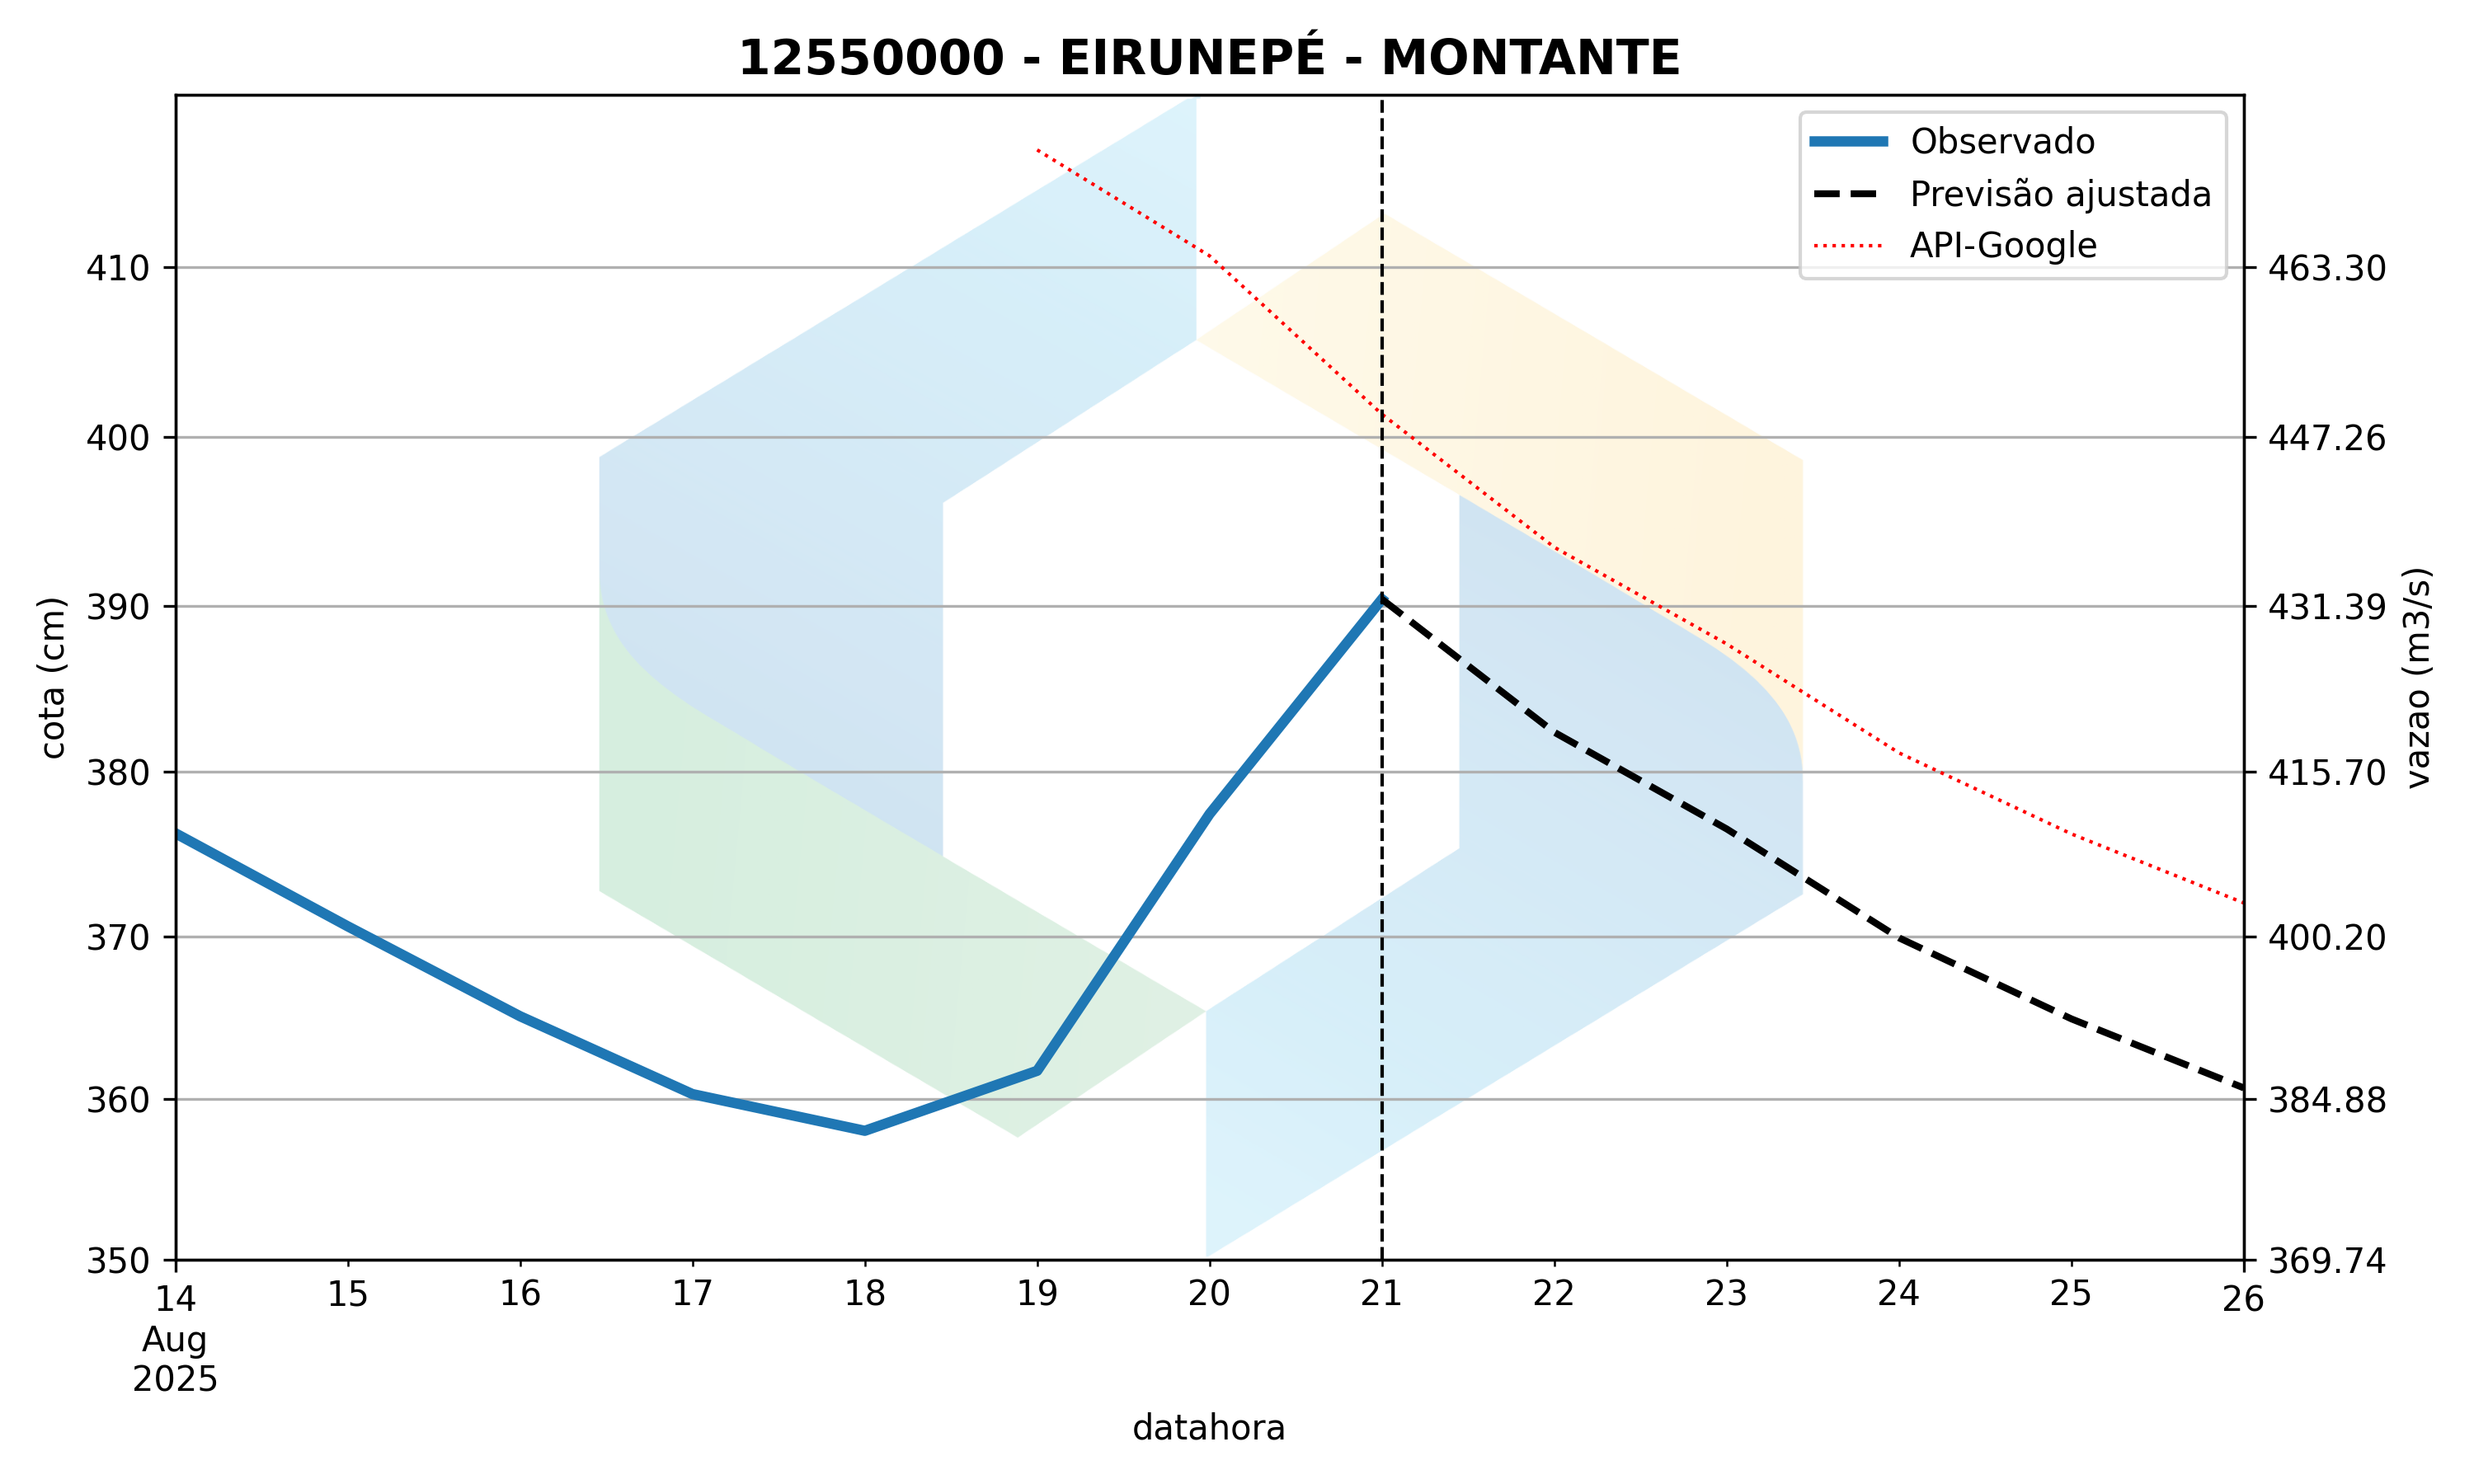 12550000 - EIRUNEPÉ - MONTANTE
Observado
Previsão ajustada
API-Google
410
400
390
380
370
360
350
cota (cm)
463.30
447.26
431.39
415.70
400.20
384.88
369.74
vazao (m3/s)
14 15 16 17 18 19 20 21 22 23 24 25 26
Aug
2025
datahora